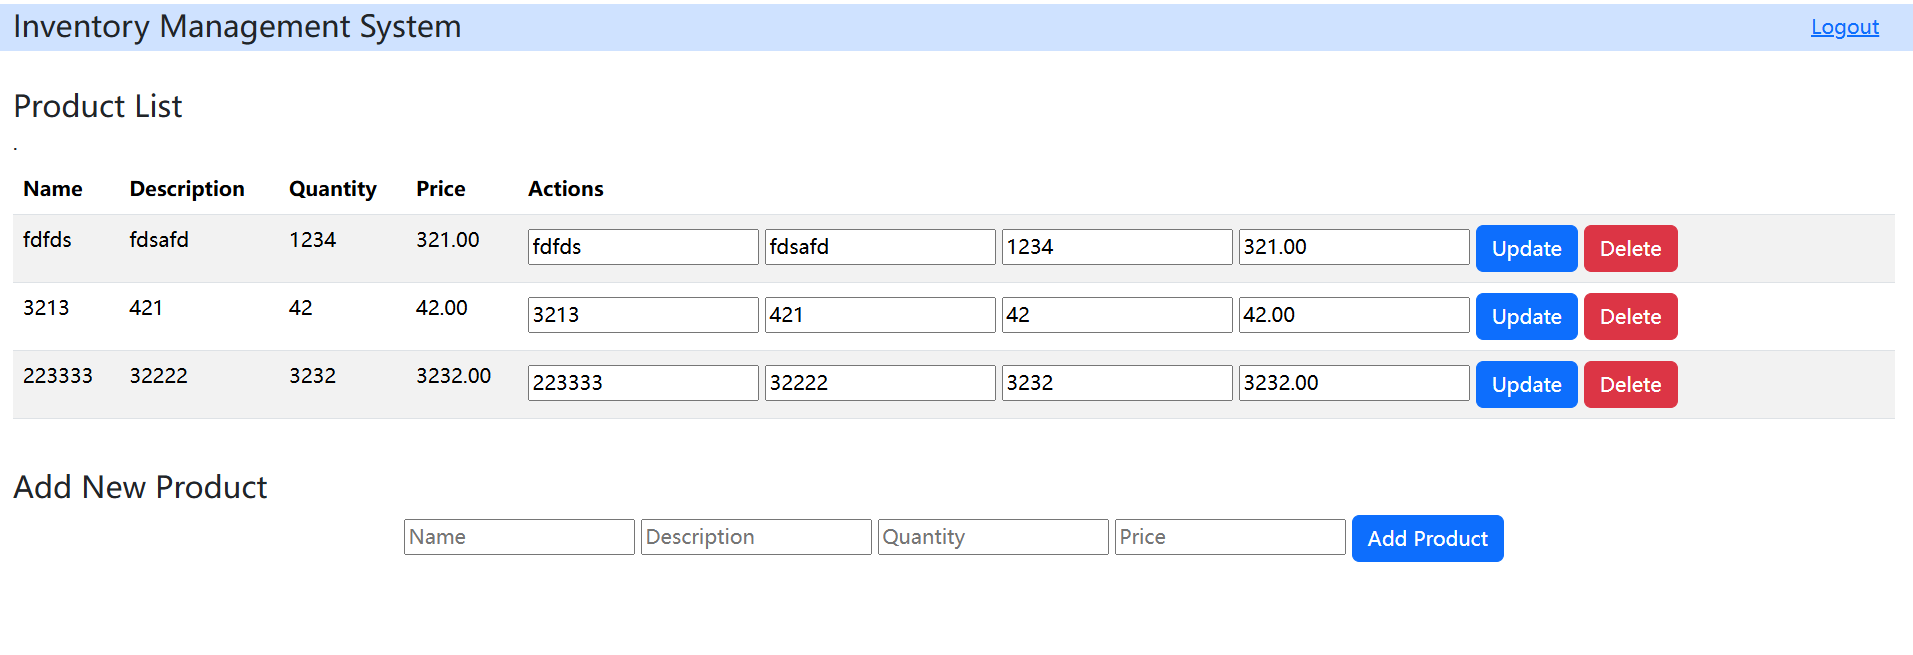 Inventory Management System Logout
Product List
.
Name Description Quantity Price Actions
fdfds fdsafd 1234 321.00 fdfds fdsafd 1234 321.00 Update Delete
3213 421 42 42.00 3213 421 42 42.00 Update Delete
223333 32222 3232 3232.00 223333 32222 3232 3232.00 Update Delete
Add New Product
Name Description Quantity Price Add Product